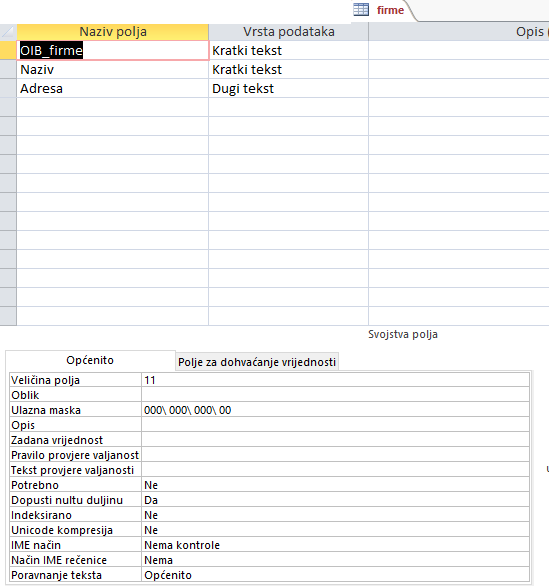 firme
Naziv polja Vrsta podataka Opis (
OIB_firme Kratki tekst
Naziv Kratki tekst
Adresa Dugi tekst
Svojstva polja
Općenito Polje za dohvaćanje vrijednosti
Veličina polja 11
Oblik
Ulazna maska 000\ 000\ 000\ 00
Opis
Zadana vrijednost
Pravilo provjere valjanost
Tekst provjere valjanosti
Potrebno Ne
Dopusti nultu duljinu Da
Indeksirano Ne
Unicode kompresija Ne
IME način Nema kontrole
Način IME rečenice Nema
Poravnanje teksta Općenito